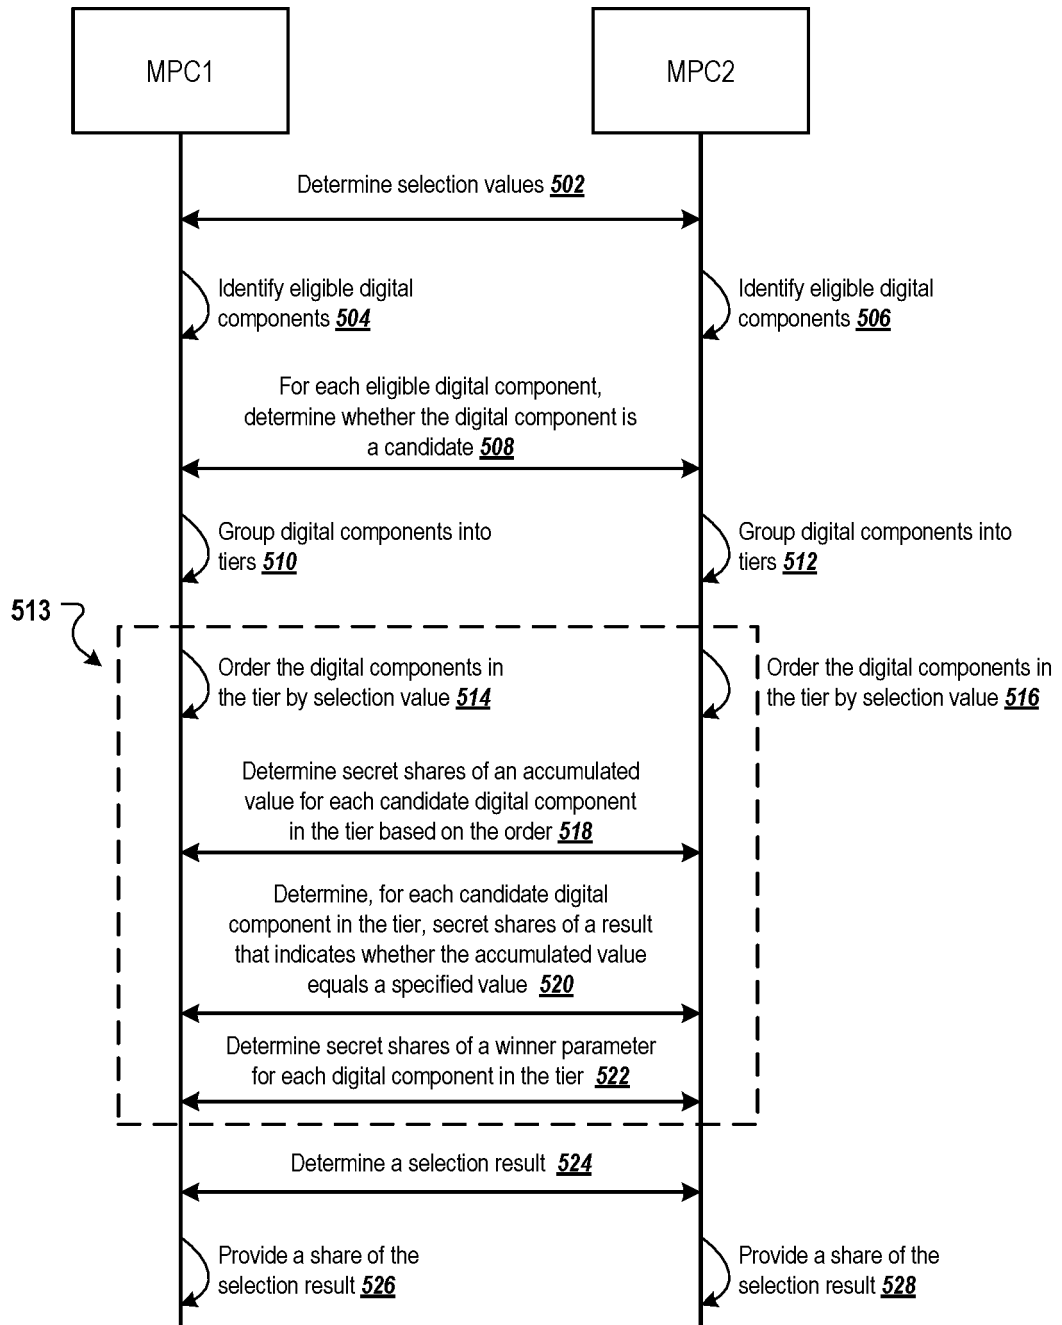 MPC1
MPC2
Determine selection values 502
Identify eligible digital
components 504
Identify eligible digital
components 506
For each eligible digital component,
determine whether the digital component is
a candidate 508
Group digital components into
tiers 510
Group digital components into
tiers 512
513
Order the digital components in
the tier by selection value 514
Order the digital components in
the tier by selection value 516
Determine secret shares of an accumulated
value for each candidate digital component
in the tier based on the order 518
Determine, for each candidate digital
component in the tier, secret shares of a result
that indicates whether the accumulated value
equals a specified value 520
Determine secret shares of a winner parameter
for each digital component in the tier 522
Determine a selection result 524
Provide a share of the
selection result 526
Provide a share of the
selection result 528